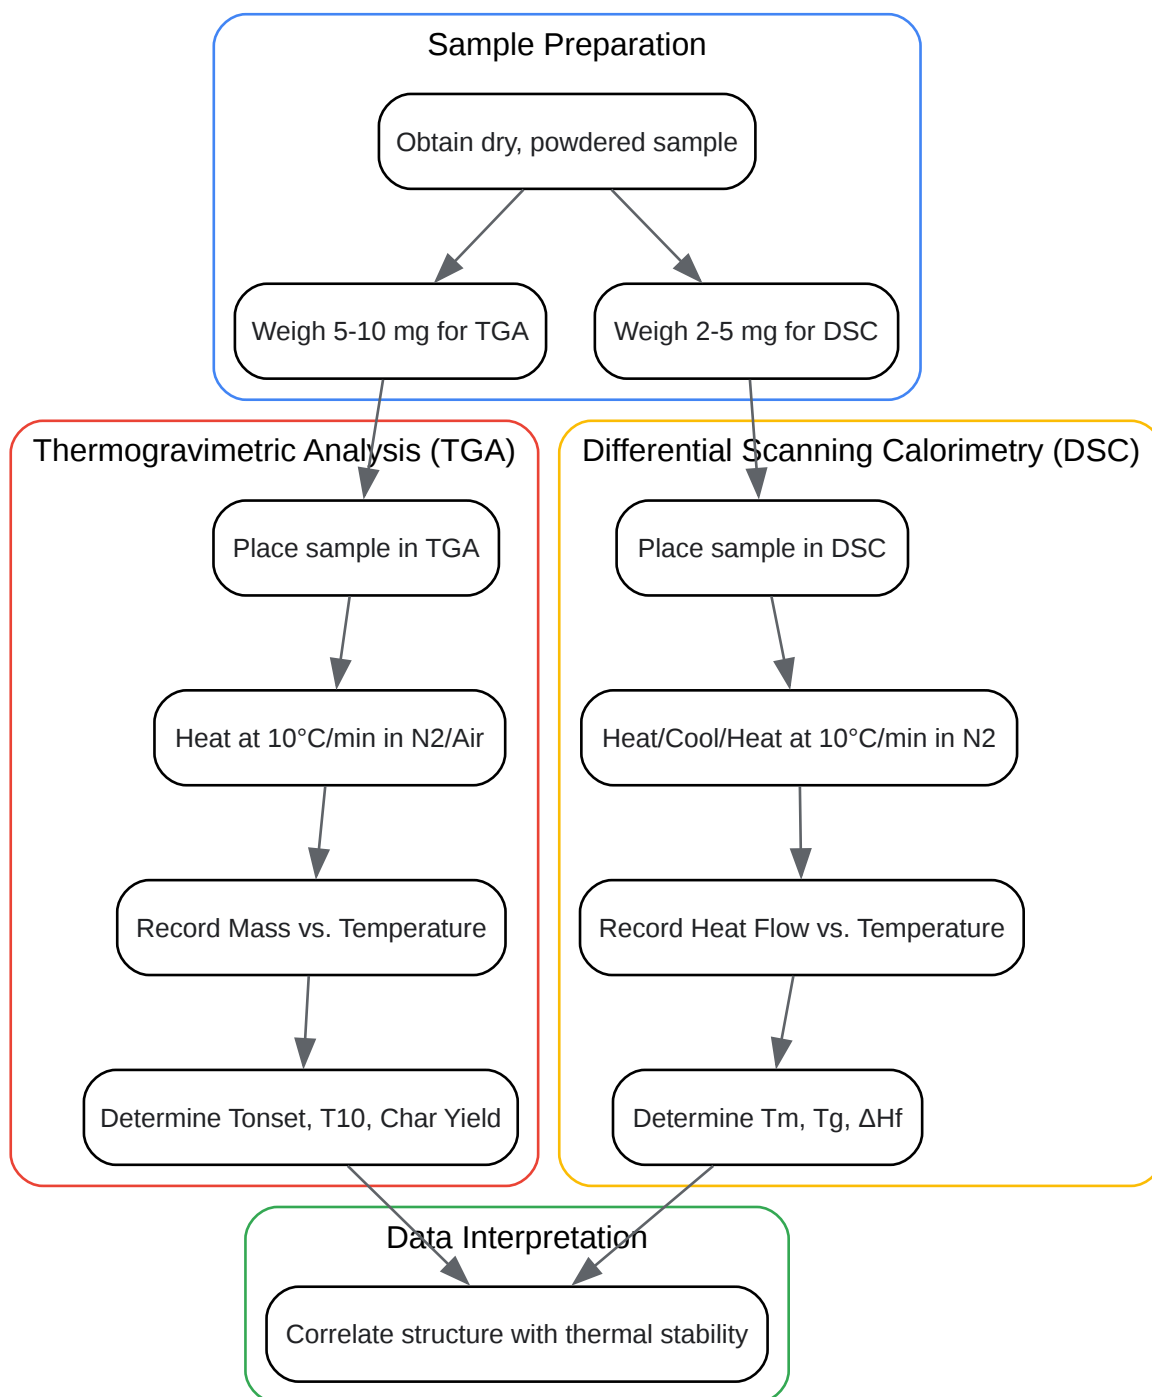 Sample Preparation
Obtain dry, powdered sample
Weigh 5-10 mg for TGA
Weigh 2-5 mg for DSC
Thermogravimetric Analysis (TGA)
Differential Scanning Calorimetry (DSC)
Place sample in TGA
Place sample in DSC
Heat at 10°C/min in N2/Air
Heat/Cool/Heat at 10°C/min in N2
Record Mass vs. Temperature
Record Heat Flow vs. Temperature
Determine Tonset, T10, Char Yield
Determine Tm, Tg, ΔHf
Data Interpretation
Correlate structure with thermal stability